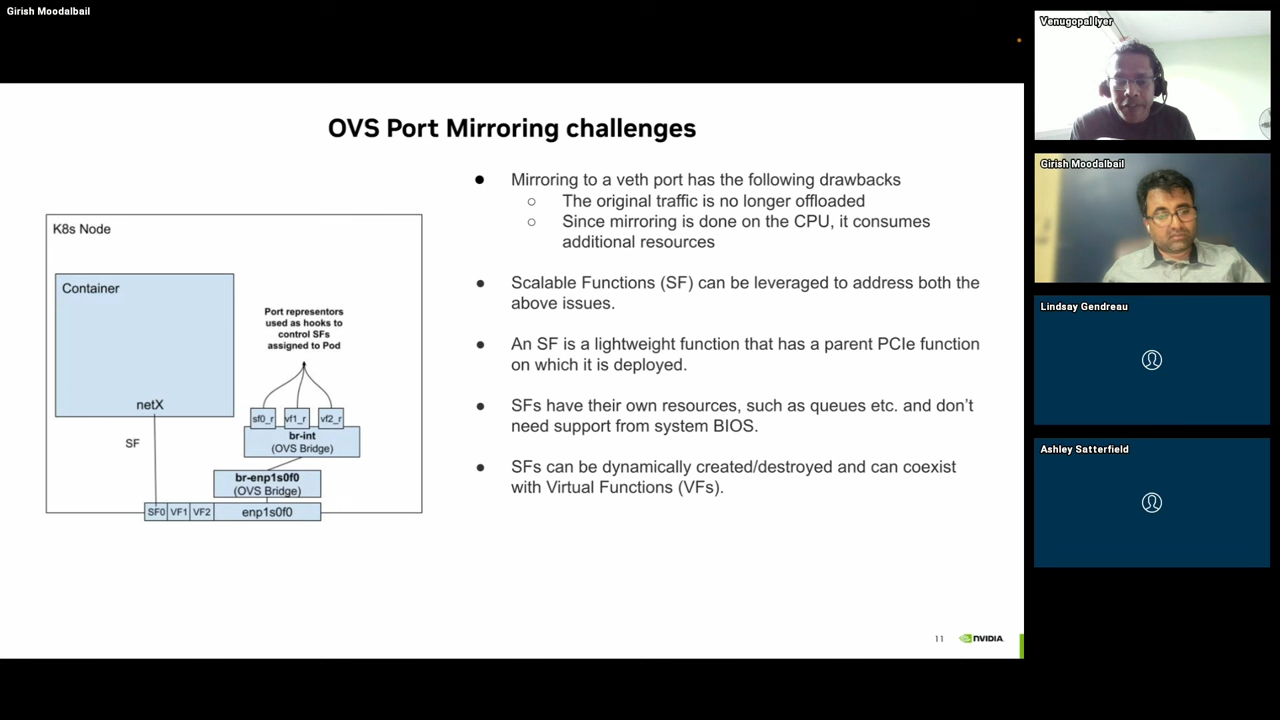 Girish Moodalbail
OVS Port Mirroring challenges
K8s Node
Container
netX
SF
Port representors
used as hooks to
control SFs
assigned to Pod
sf0_r
vf1_r
vf2_r
br-int
(OVS Bridge)
br-enp1s0f0
(OVS Bridge)
SF0
VF1
VF2
enp1s0f0
● Mirroring to a veth port has the following drawbacks
○ The original traffic is no longer offloaded
○ Since mirroring is done on the CPU, it consumes
additional resources
● Scalable Functions (SF) can be leveraged to address both the
above issues.
● An SF is a lightweight function that has a parent PCIe function
on which it is deployed.
● SFs have their own resources, such as queues etc. and don’t
need support from system BIOS.
● SFs can be dynamically created/destroyed and can coexist
with Virtual Functions (VFs).
11
NVIDIA
Venugopal Iyer
Girish Moodalbail
Lindsay Gendreau
Ashley Satterfield